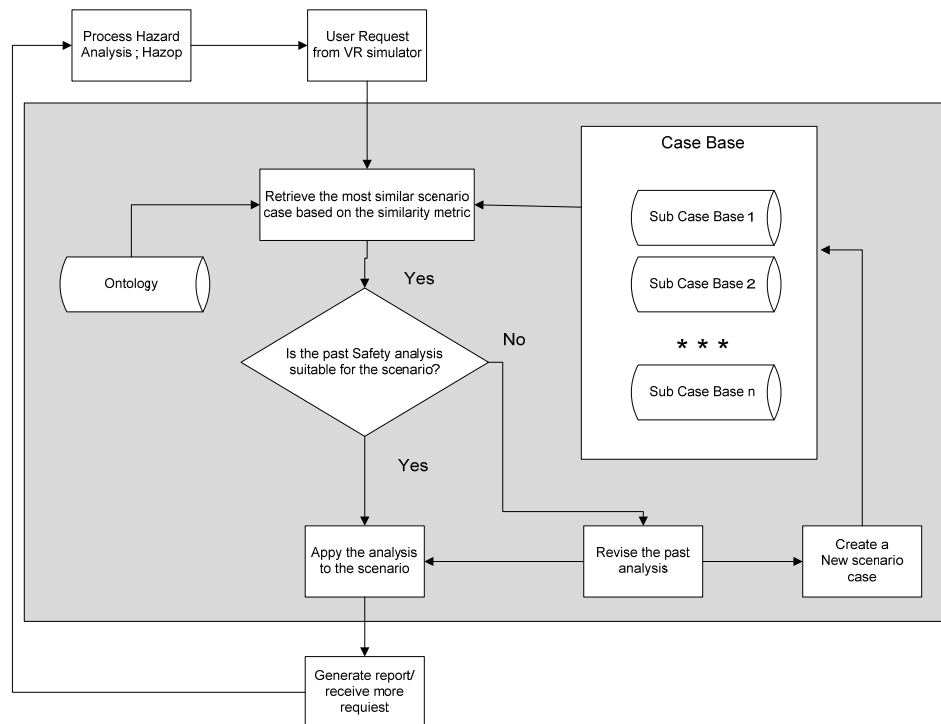 Process Hazard
Analysis ; Hazop
User Request
from VR simulator
Case Base
Retrieve the most similar scenario
case based on the similarity metric
Sub Case Base 1
Ontology
Yes
Sub Case Base 2
No
* * *
Is the past Safety analysis
suitable for the scenario?
Sub Case Base n
Yes
Appy the analysis
to the scenario
Revise the past
analysis
Create a
New scenario
case
Generate report/
receive more
requiest